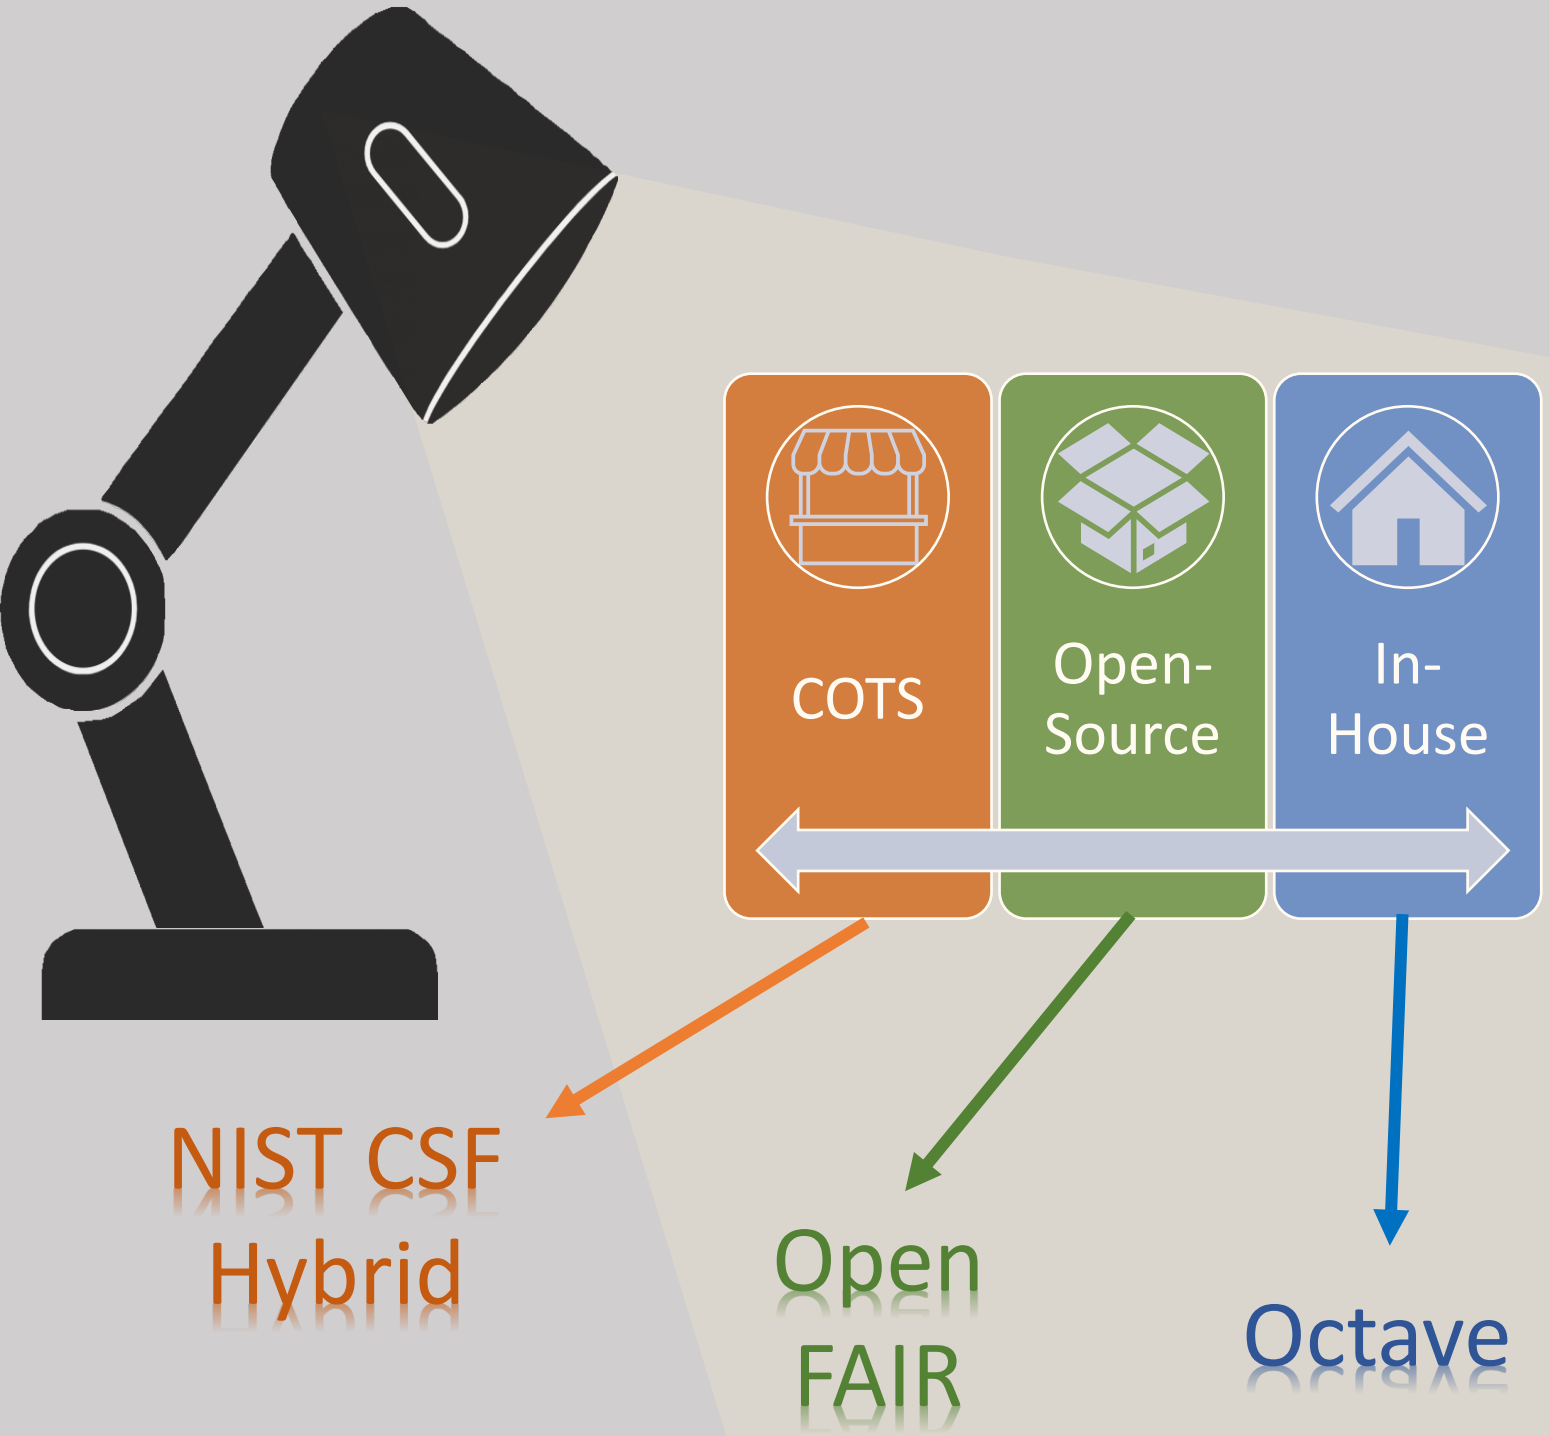 COTS
Open-
Source
In-
House
NIST CSF
Hybrid
Open
FAIR
Octave